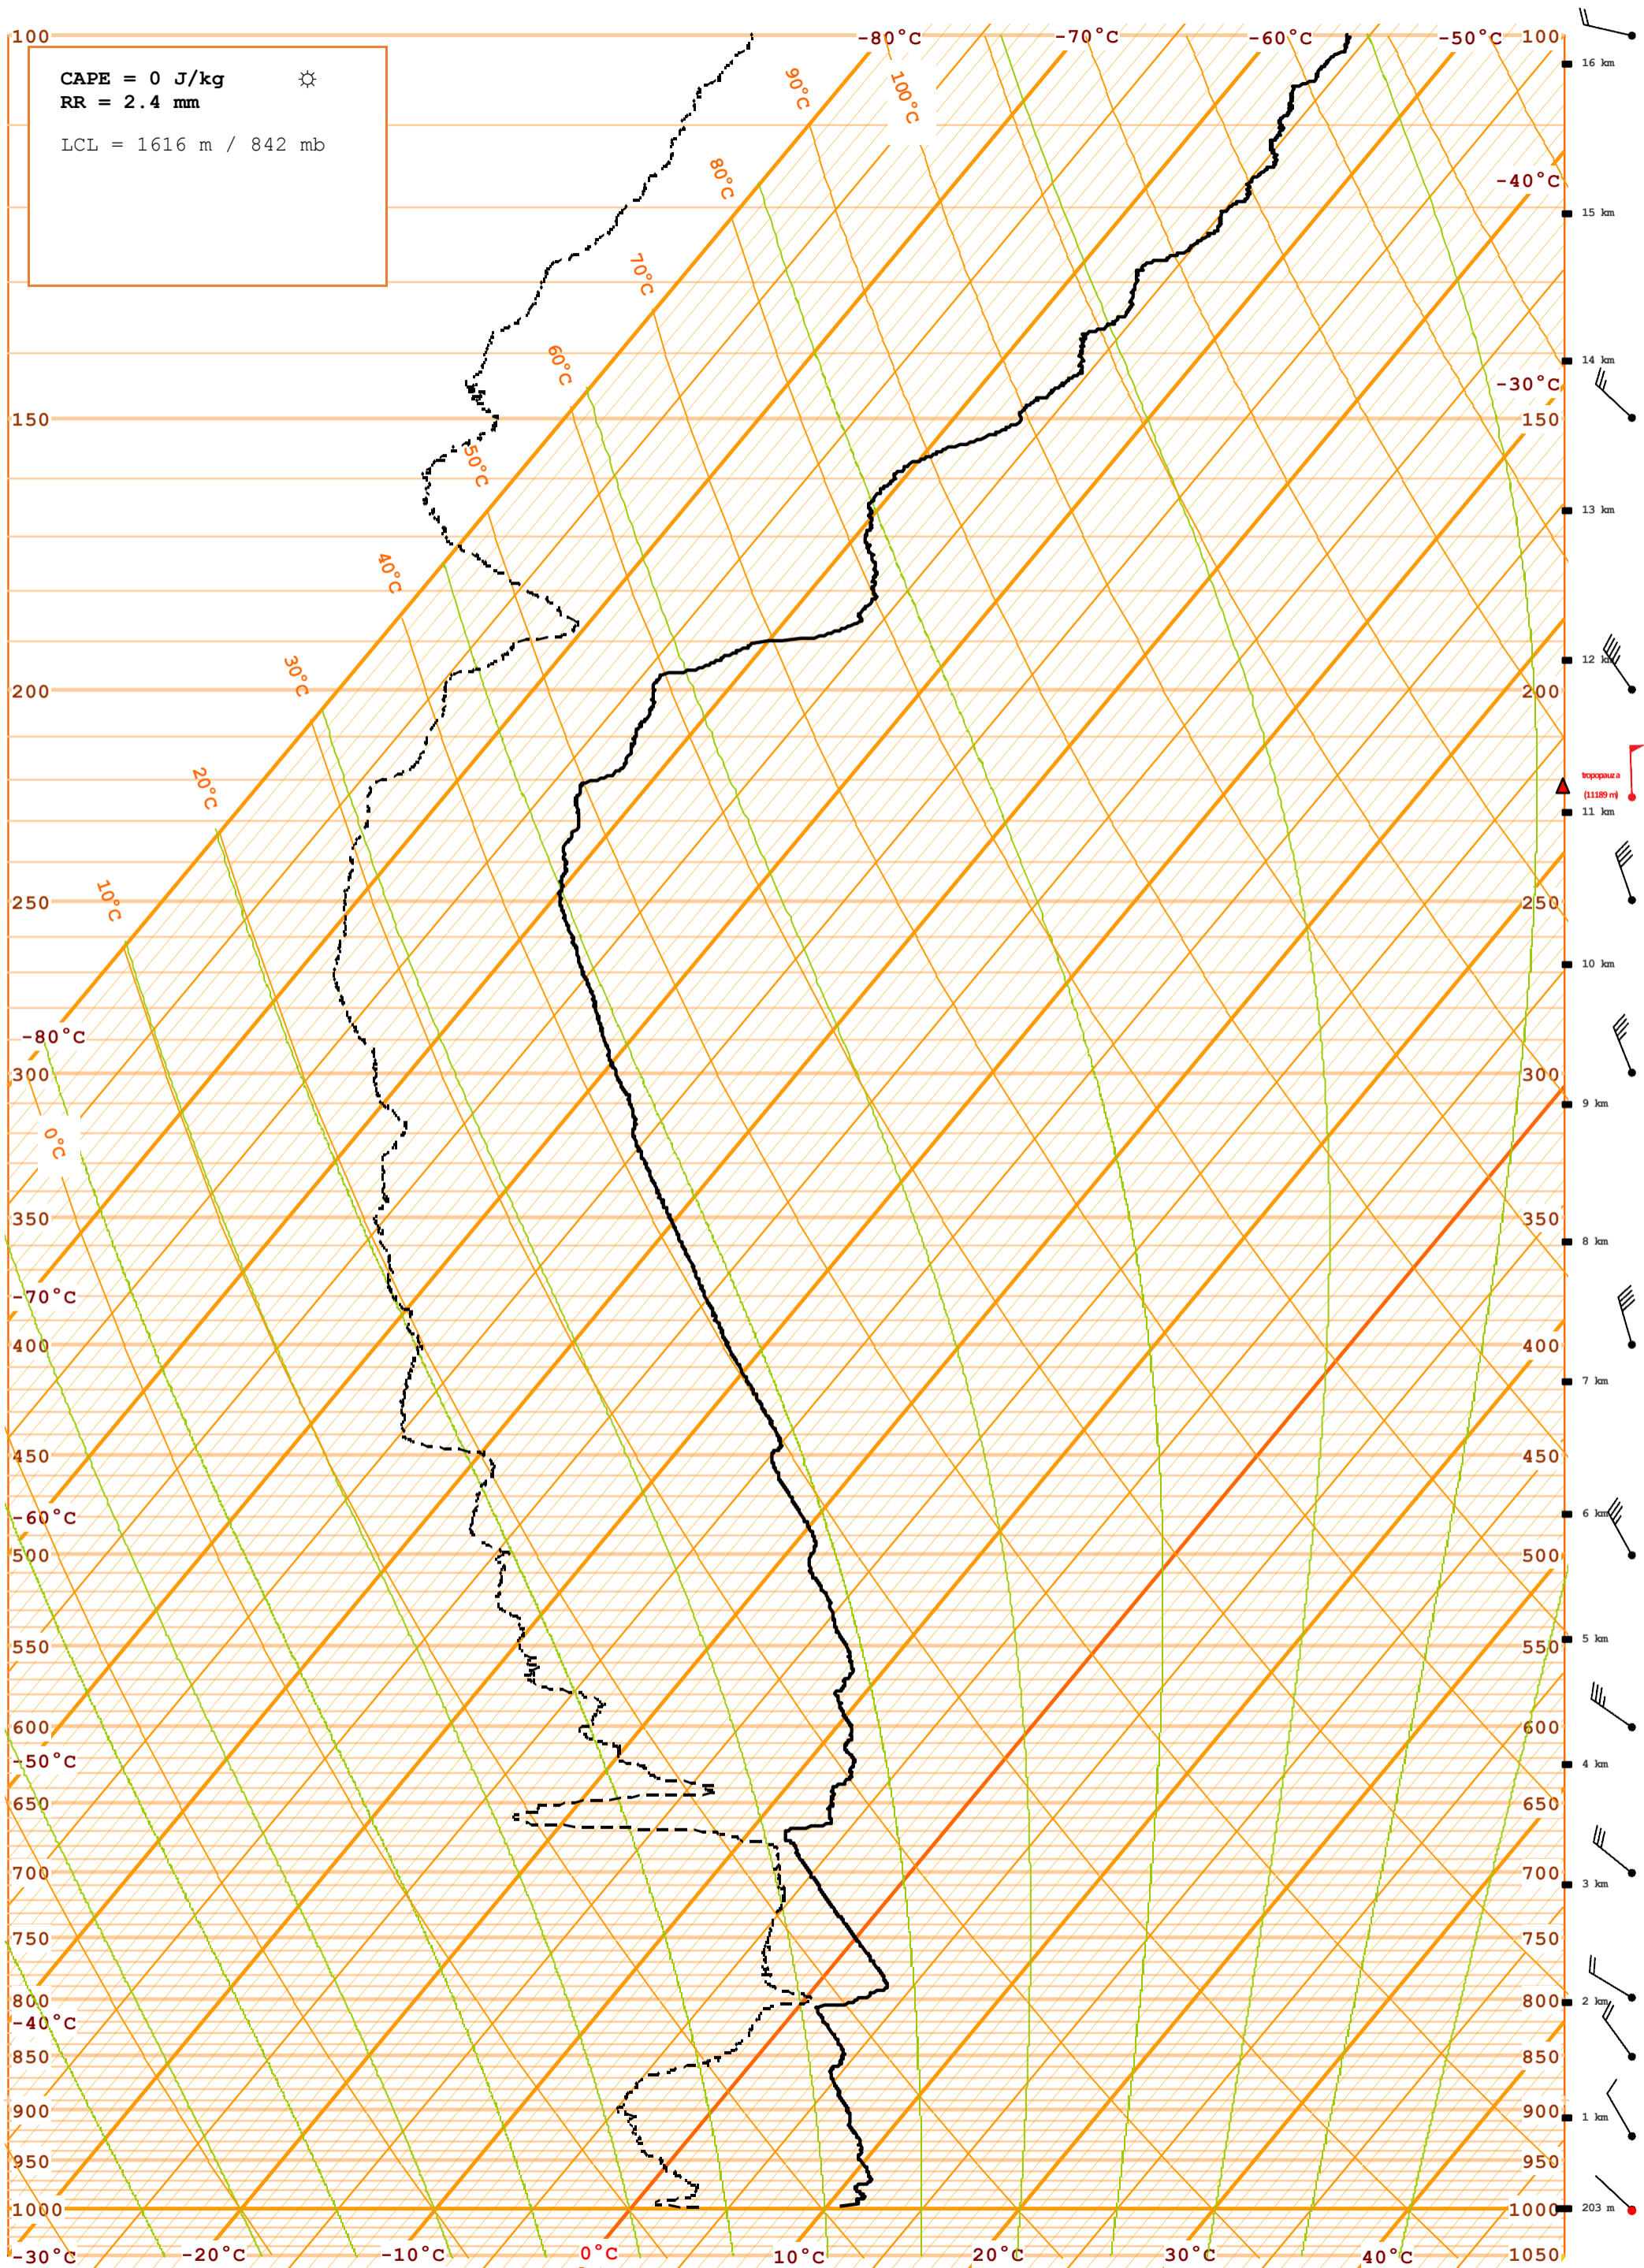 100 -80°C -70°C -60°C -50°C 100
16 km
CAPE = 0 J/kg ☼
RR = 2.4 mm
LCL = 1616 m / 842 mb
90°C 100°C
80°C
-40°C
15 km
70°C
60°C
14 km
-30°C
150 150
50°C
13 km
40°C
30°C
12 km
200 200
20°C
tropopauza
(11189 m)
11 km
10°C
250 250
10 km
-80°C
300 300
9 km
0°C
350 350
8 km
-70°C
400 400
7 km
450 450
-60°C
6 km
500 500
5 km
550 550
600 600
-50°C
4 km
650 650
700 700
3 km
750 750
800 800
2 km
-40°C
850 850
900 900
1 km
950 950
1000 1000
203 m
-30°C -20°C -10°C 0°C 10°C 20°C 30°C 40°C 1050